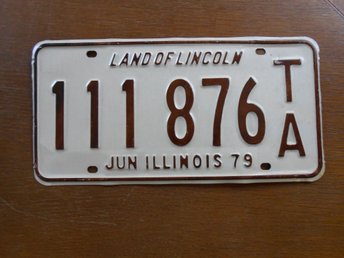 LAND OF LINCOLN
111 876 TA
JUN ILLINOIS 79